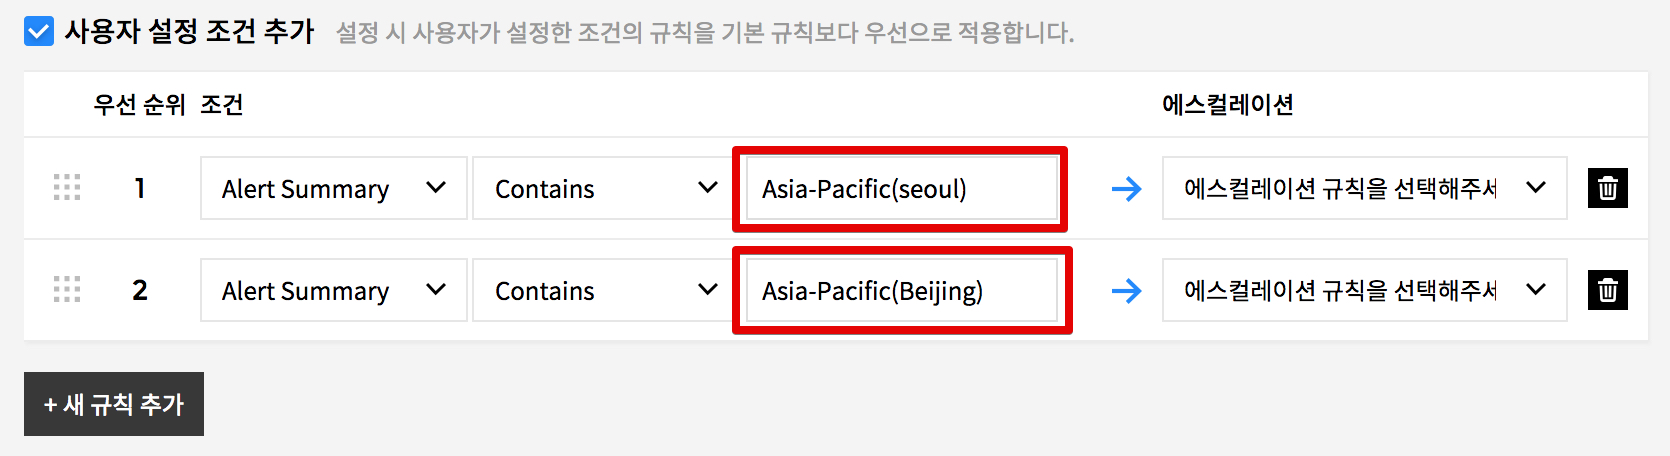 사용자 설정 조건 추가 설정 시 사용자가 설정한 조건의 규칙을 기본 규칙보다 우선으로 적용합니다.
우선 순위 조건 에스컬레이션
1 Alert Summary Contains Asia-Pacific(seoul) 에스컬레이션 규칙을 선택해주세
2 Alert Summary Contains Asia-Pacific(Beijing) 에스컬레이션 규칙을 선택해주세
+ 새 규칙 추가